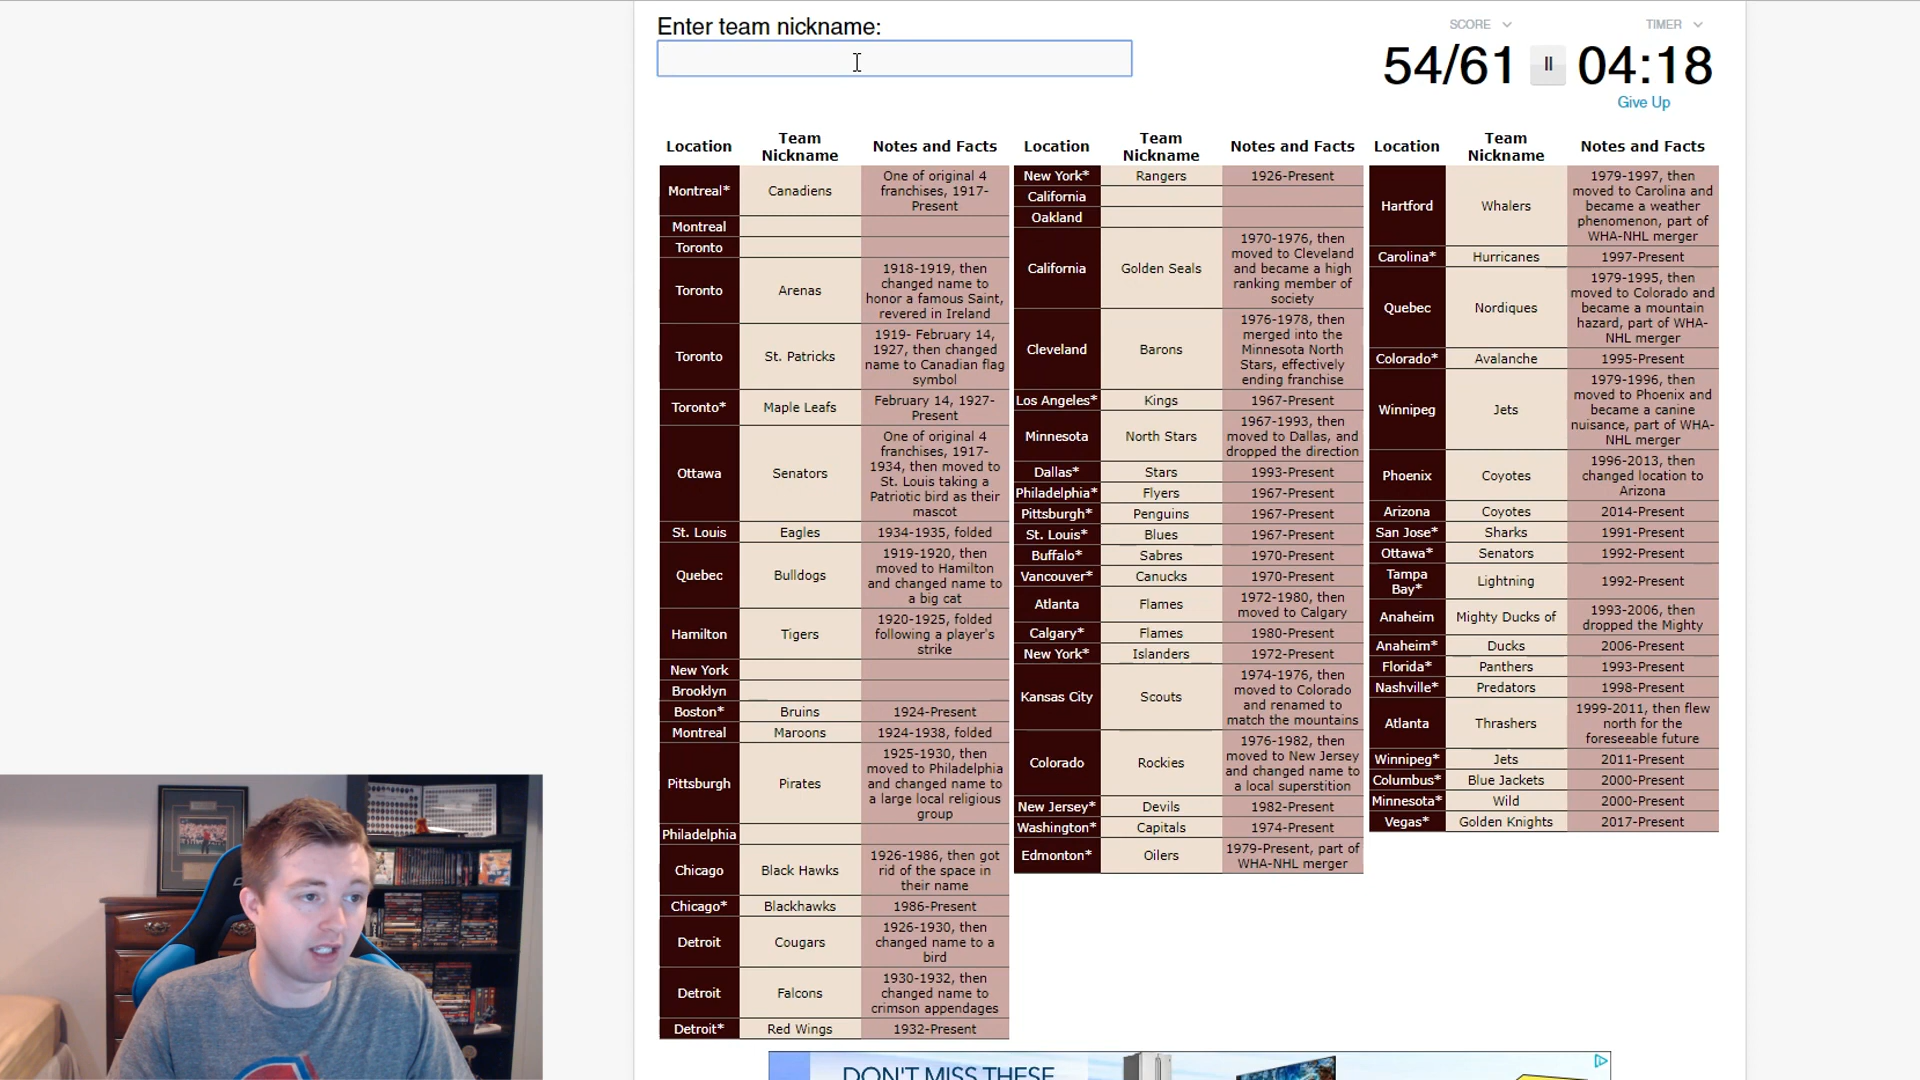 Enter team nickname:
SCORE
TIMER
54/61
04:18
Give Up
Location Team Nickname Notes and Facts
Montreal* Canadiens One of original 4 franchises, 1917-Present
Montreal
Toronto
Toronto Arenas 1918-1919, then changed name to honor a famous Saint, revered in Ireland
Toronto St. Patricks 1919- February 14, 1927, then changed name to Canadian flag symbol
Toronto* Maple Leafs February 14, 1927-Present
Ottawa Senators One of original 4 franchises, 1917-1934, then moved to St. Louis taking a Patriotic bird as their mascot
St. Louis Eagles 1934-1935, folded
Quebec Bulldogs 1919-1920, then moved to Hamilton and changed name to a big cat
Hamilton Tigers 1920-1925, folded following a player's strike
New York
Brooklyn
Boston* Bruins 1924-Present
Montreal Maroons 1924-1938, folded
Pittsburgh Pirates 1925-1930, then moved to Philadelphia and changed name to a large local religious group
Philadelphia
Chicago Black Hawks 1926-1986, then got rid of the space in their name
Chicago* Blackhawks 1986-Present
Detroit Cougars 1926-1930, then changed name to a bird
Detroit Falcons 1930-1932, then changed name to crimson appendages
Detroit* Red Wings 1932-Present
Location Team Nickname Notes and Facts
New York* Rangers 1926-Present
California
Oakland
California Golden Seals 1970-1976, then moved to Cleveland and became a high ranking member of society
Cleveland Barons 1976-1978, then merged into the Minnesota North Stars, effectively ending franchise
Los Angeles* Kings 1967-Present
Minnesota North Stars 1967-1993, then moved to Dallas, and dropped the direction
Dallas* Stars 1993-Present
Philadelphia* Flyers 1967-Present
Pittsburgh* Penguins 1967-Present
St. Louis* Blues 1967-Present
Buffalo* Sabres 1970-Present
Vancouver* Canucks 1970-Present
Atlanta Flames 1972-1980, then moved to Calgary
Calgary* Flames 1980-Present
New York* Islanders 1972-Present
Kansas City Scouts 1974-1976, then moved to Colorado and renamed to match the mountains
Colorado Rockies 1976-1982, then moved to New Jersey and changed name to a local superstition
New Jersey* Devils 1982-Present
Washington* Capitals 1974-Present
Edmonton* Oilers 1979-Present, part of WHA-NHL merger
Location Team Nickname Notes and Facts
Hartford Whalers 1979-1997, then moved to Carolina and became a weather phenomenon, part of WHA-NHL merger
Carolina* Hurricanes 1997-Present
Quebec Nordiques 1979-1995, then moved to Colorado and became a mountain hazard, part of WHA-NHL merger
Colorado* Avalanche 1995-Present
Winnipeg Jets 1979-1996, then moved to Phoenix and became a canine nuisance, part of WHA-NHL merger
Phoenix Coyotes 1996-2013, then changed location to Arizona
Arizona Coyotes 2014-Present
San Jose* Sharks 1991-Present
Ottawa* Senators 1992-Present
Tampa Bay* Lightning 1992-Present
Anaheim Mighty Ducks of 1993-2006, then dropped the Mighty
Anaheim* Ducks 2006-Present
Florida* Panthers 1993-Present
Nashville* Predators 1998-Present
Atlanta Thrashers 1999-2011, then flew north for the foreseeable future
Winnipeg* Jets 2011-Present
Columbus* Blue Jackets 2000-Present
Minnesota* Wild 2000-Present
Vegas* Golden Knights 2017-Present
DON'T MISS THESE